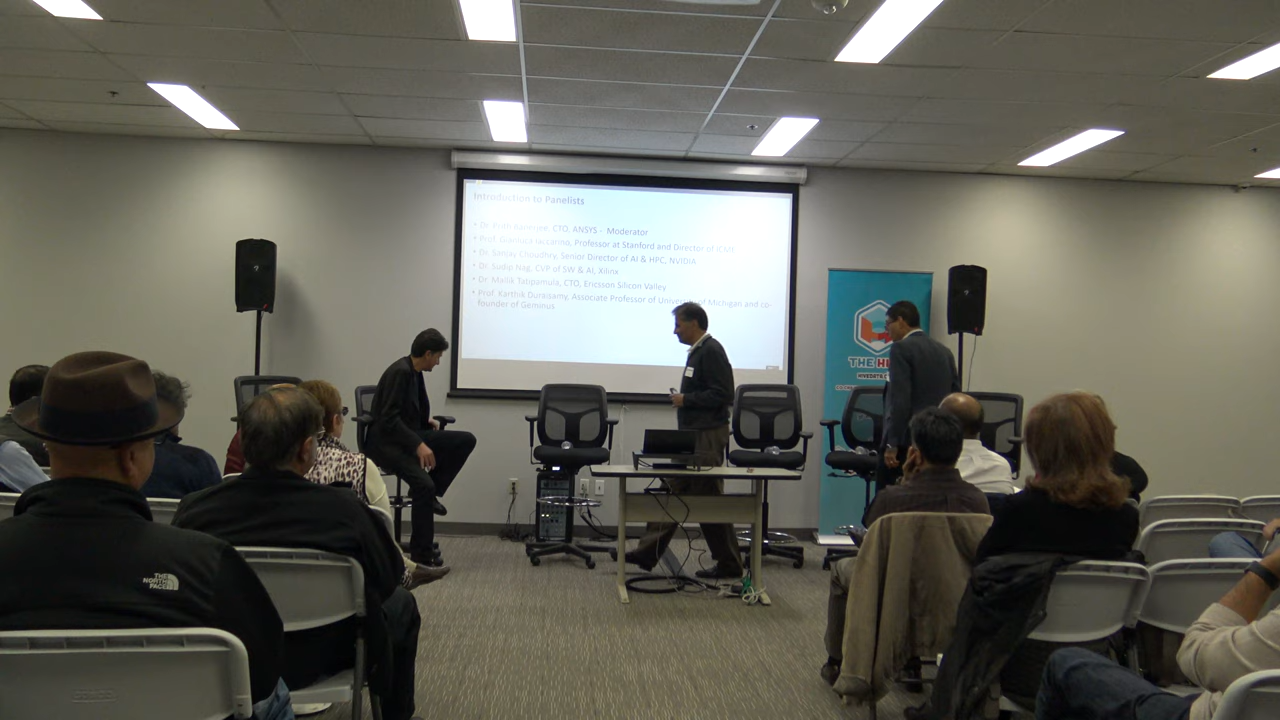 Introduction to Panelists
• Dr. Prith Banerjee, CTO, ANSYS - Moderator
• Prof. Gianluca Iaccarino, Professor at Stanford and Director of ICME
• Dr. Sanjay Choudhry, Senior Director of AI & HPC, NVIDIA
• Dr. Sudip Nag, CVP of SW & AI, Xilinx
• Dr. Mallik Tatipamula, CTO, Ericsson Silicon Valley
• Prof. Karthik Duraisamy, Associate Professor of University of Michigan and co-
founder of Geminus
THE
THE
NORTH
FACE